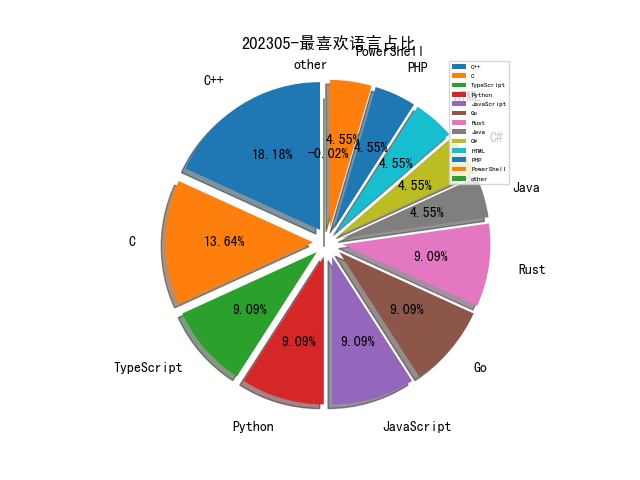 202305-最喜欢语言占比
other
PowerShell
PHP
C++
HTML
C#
Java
Rust
Go
JavaScript
Python
TypeScript
C
18.18%
13.64%
9.09%
9.09%
9.09%
9.09%
9.09%
4.55%
4.55%
4.55%
4.55%
4.55%
-0.02%
C++
C
TypeScript
Python
JavaScript
Go
Rust
Java
C#
HTML
PHP
PowerShell
other